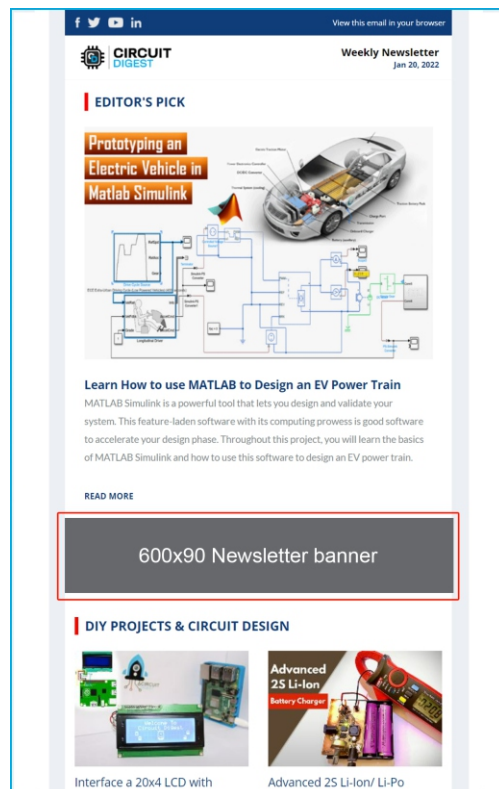 View this email in your browser
CIRCUIT
DIGEST
Weekly Newsletter
Jan 20, 2022
EDITOR'S PICK
Prototyping an
Electric Vehicle in
Matlab Simulink
Learn How to use MATLAB to Design an EV Power Train
MATLAB Simulink is a powerful tool that lets you design and validate your
system. This feature-laden software with its computing prowess is good software
to accelerate your design phase. Throughout this project, you will learn the basics
of MATLAB Simulink and how to use this software to design an EV power train.
READ MORE
600x90 Newsletter banner
DIY PROJECTS & CIRCUIT DESIGN
Advanced
2S Li-Ion
Battery Charger
Interface a 20x4 LCD with
Advanced 2S Li-Ion/ Li-Po